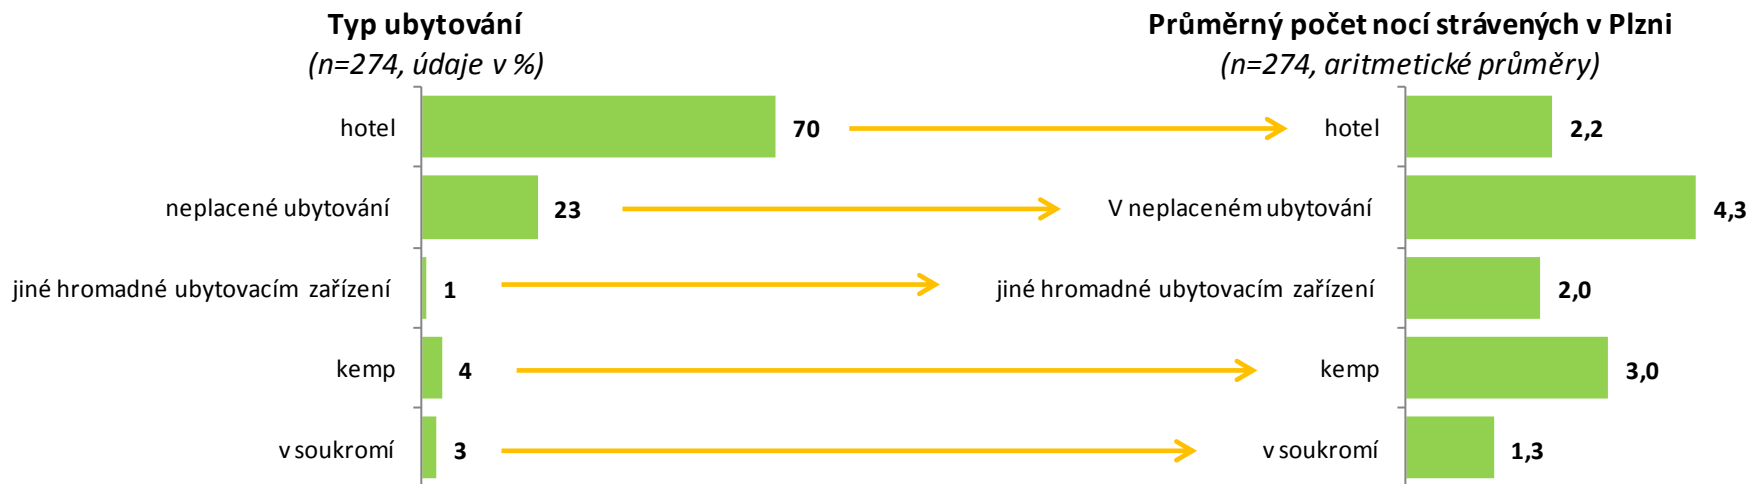 Typ ubytování
(n=274, údaje v %)
hotel
70
neplacené ubytování
23
jiné hromadné ubytovacím zařízení
1
kemp
4
v soukromí
3
Průměrný počet nocí strávených v Plzni
(n=274, aritmetické průměry)
hotel
2,2
V neplaceném ubytování
4,3
jiné hromadné ubytovacím zařízení
2,0
kemp
3,0
v soukromí
1,3